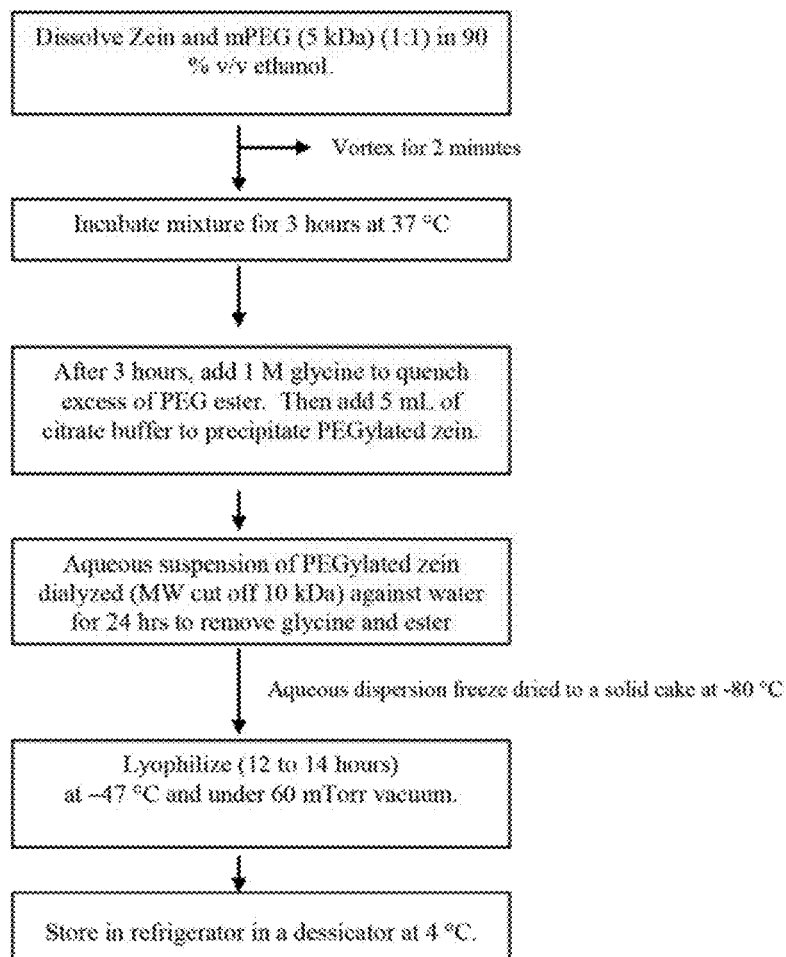 Dissolve Zein and mPEG (5 kDa) (1:1) in 90
% v/v ethanol.
Vortex for 2 minutes
Incubate mixture for 3 hours at 37 °C
After 3 hours, add 1 M glycine to quench
excess of PEG ester. Then add 5 mL of
citrate buffer to precipitate PEGylated zein.
Aqueous suspension of PEGylated zein
dialyzed (MW cut off 10 kDa) against water
for 24 hrs to remove glycine and ester
Aqueous dispersion freeze dried to a solid cake at -80 °C
Lyophilize (12 to 14 hours)
at –47 °C and under 60 mTorr vacuum.
Store in refrigerator in a dessicator at 4 °C.